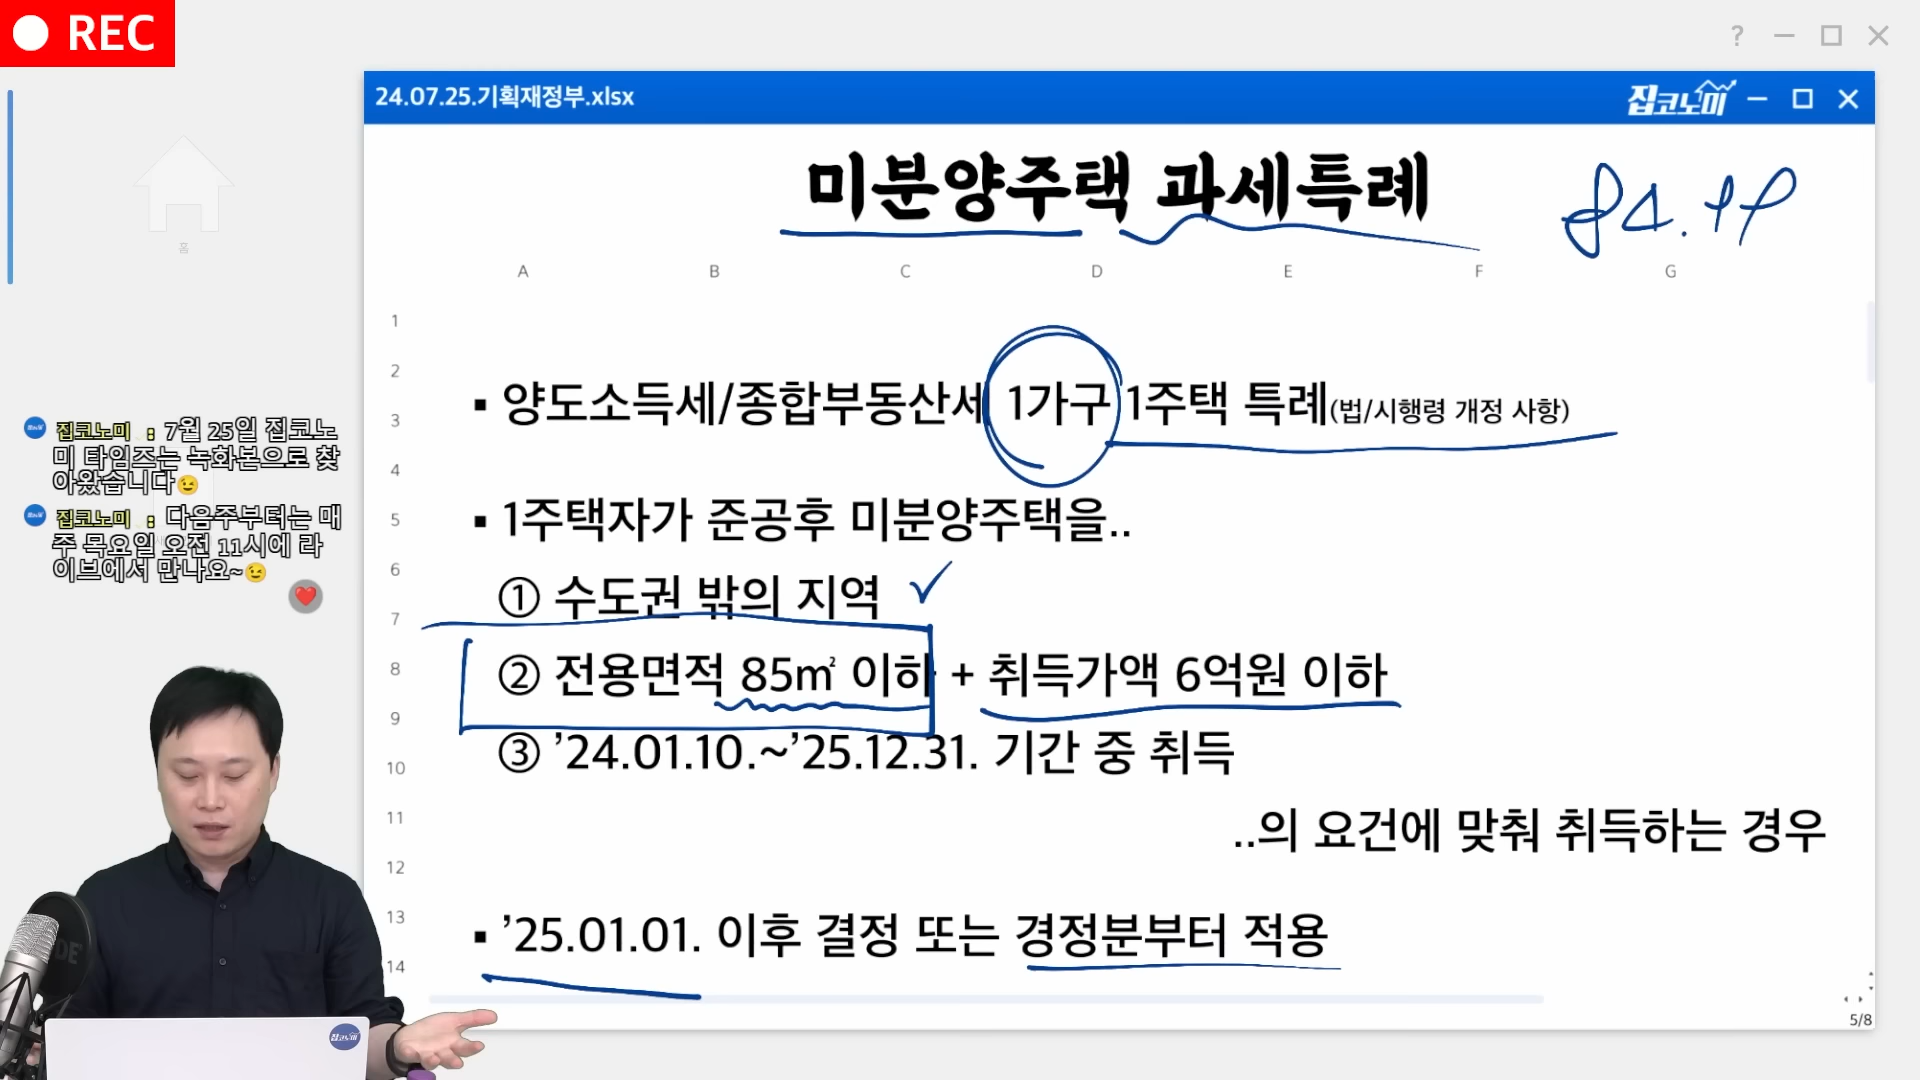 REC
?
24.07.25.기획재정부.xlsx
집코노미
미분양주택 과세특례
84.99
A B C D E F G
1
2
3
4
5
6
7
8
9
10
11
12
13
14
▪ 양도소득세/종합부동산세 1가구 1주택 특례(법/시행령 개정 사항)
▪ 1주택자가 준공후 미분양주택을..
① 수도권 밖의 지역
② 전용면적 85㎡ 이하 + 취득가액 6억원 이하
③ ’24.01.10.~’25.12.31. 기간 중 취득
..의 요건에 맞춰 취득하는 경우
▪ ’25.01.01. 이후 결정 또는 경정분부터 적용
5/8
홈
집코노미 : 7월 25일 집코노
미 타임즈는 녹화본으로 찾
아왔습니다😉
집코노미 : 다음주부터는 매
주 목요일 오전 11시에 라
이브에서 만나요~😉
집코노미